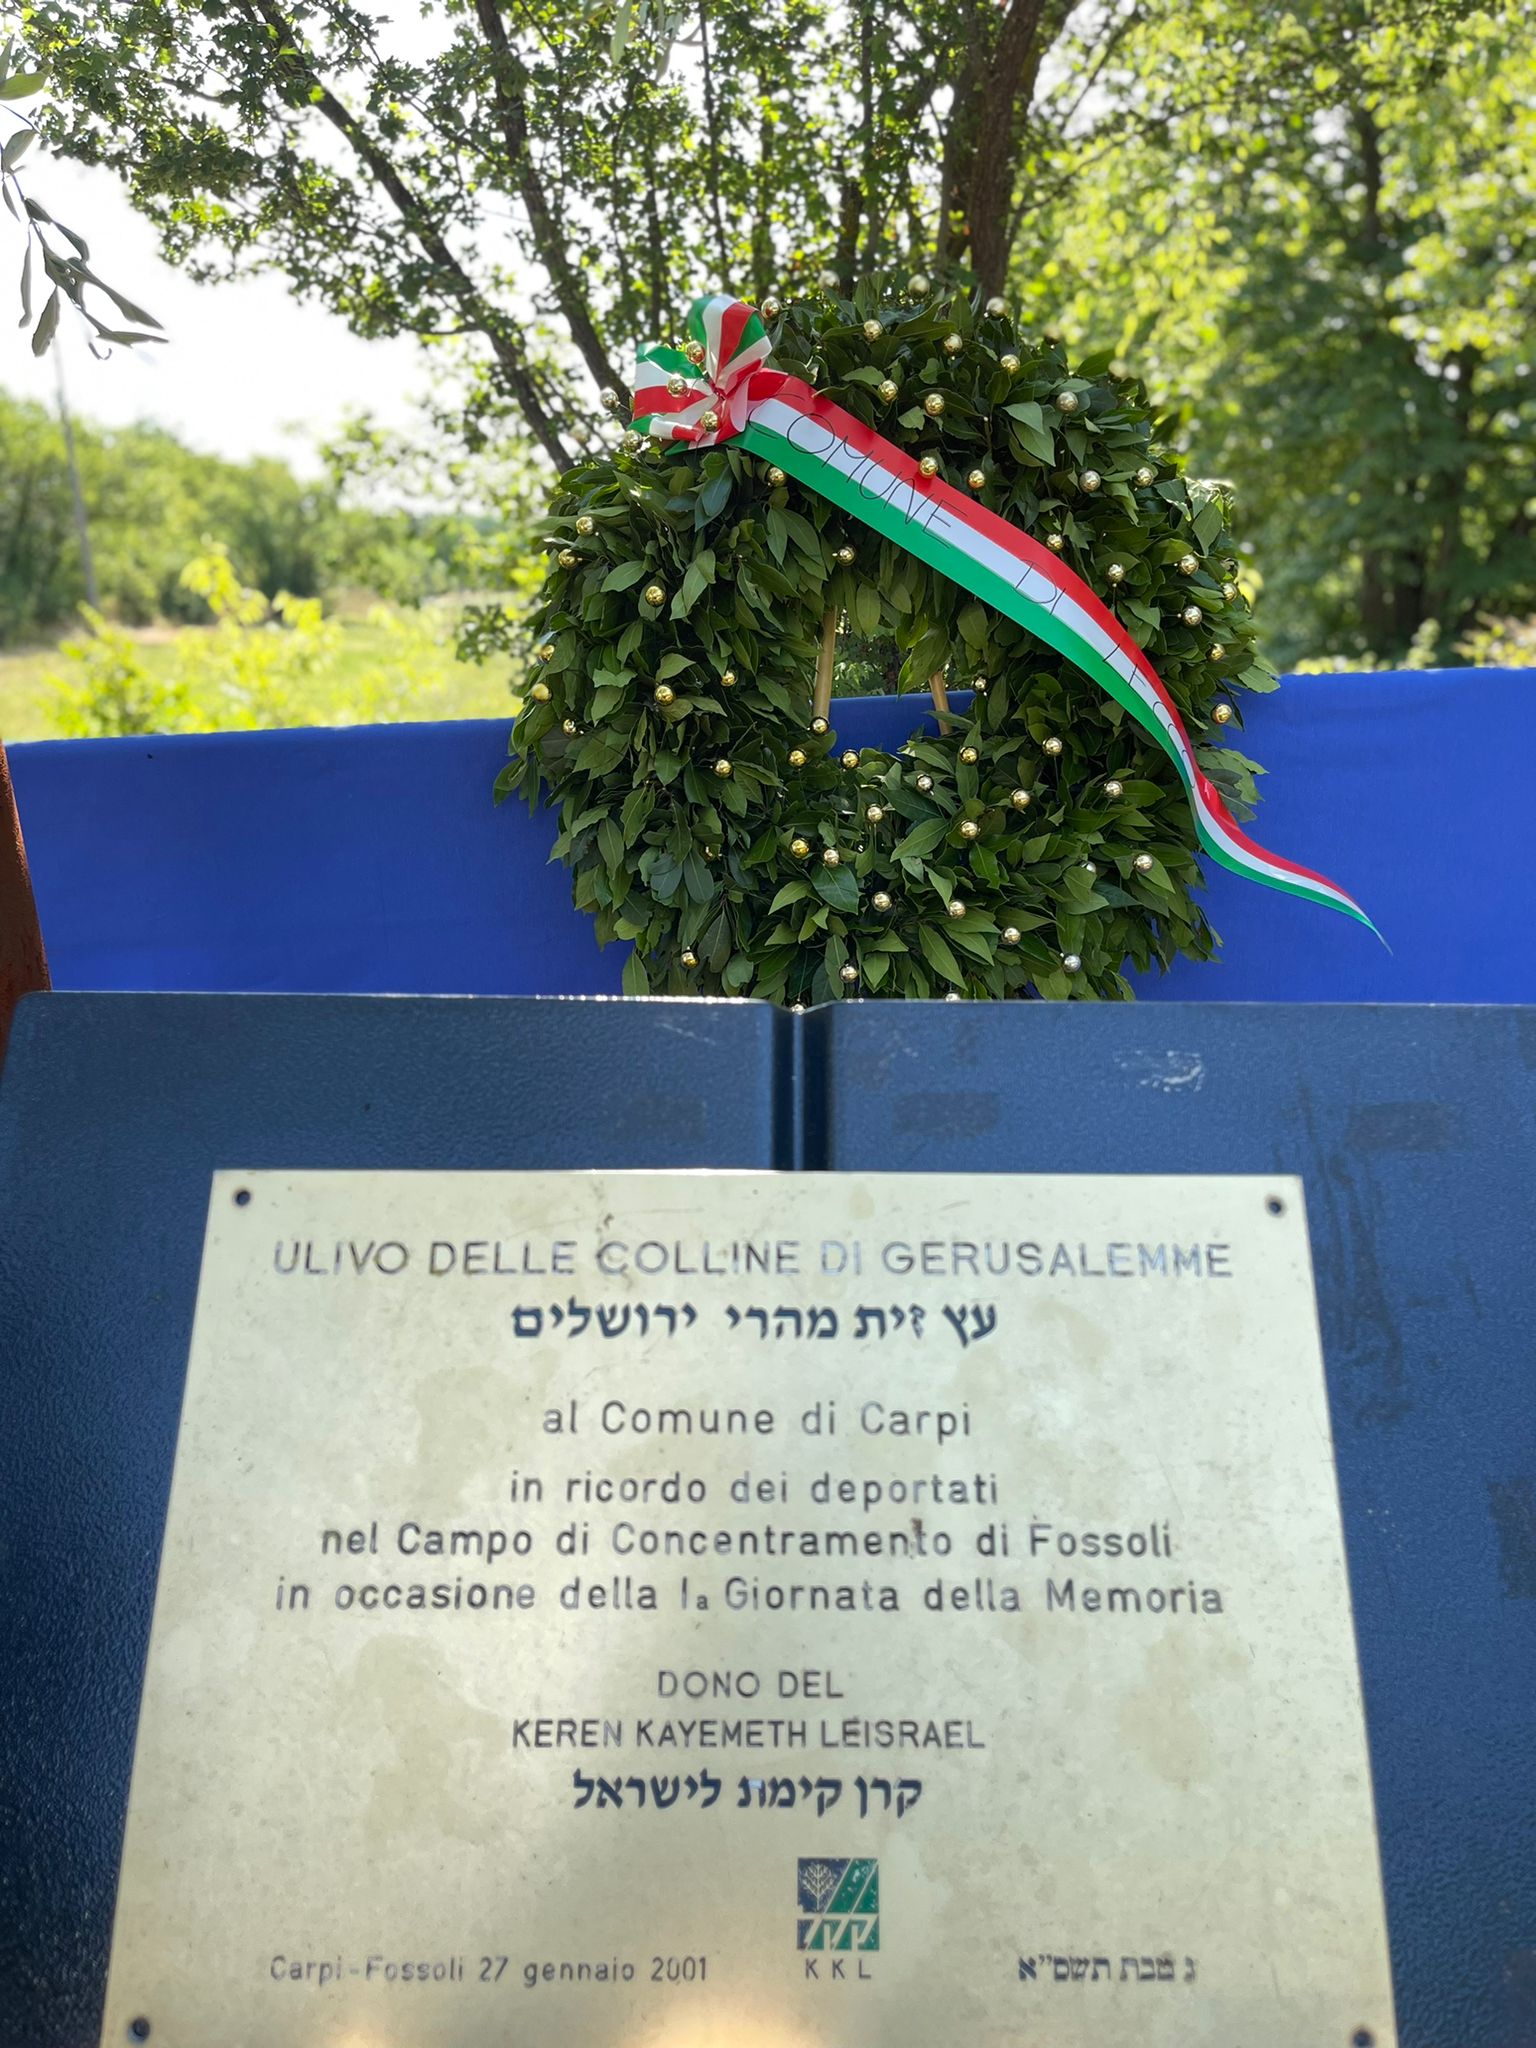 COMUNE DI LECCO
ULIVO DELLE COLLINE DI GERUSALEMME
עץ זית מהרי ירושלים
al Comune di Carpi
in ricordo dei deportati
nel Campo di Concentramento di Fossoli
in occasione della Ia Giornata della Memoria
DONO DEL
KEREN KAYEMETH LEISRAEL
קרן קימת לישראל
קקל
KKL
Carpi-Fossoli 27 gennaio 2001
ג טבת תשס״א